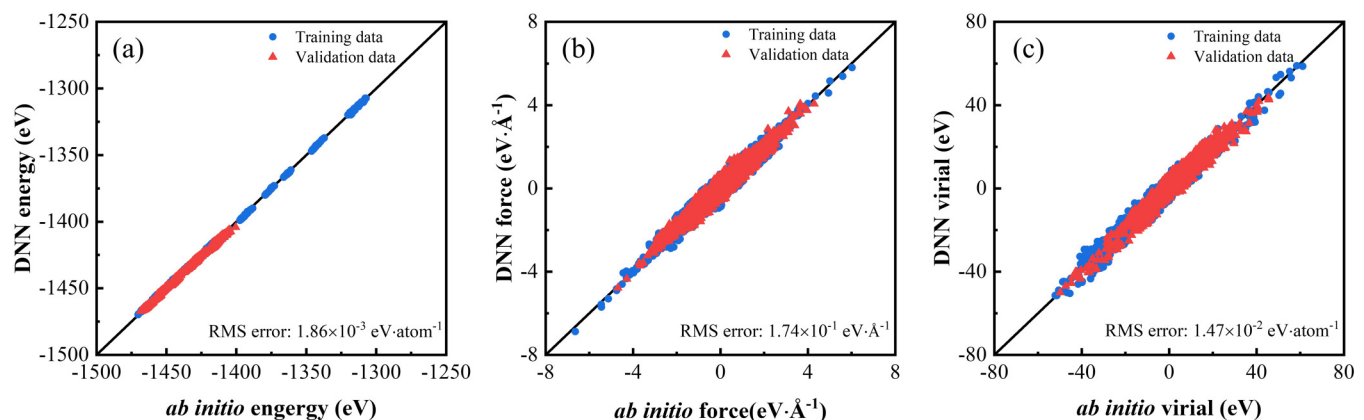 (a)
Training data
Validation data
DNN energy (eV)
-1250
-1300
-1350
-1400
-1450
-1500
RMS error: 1.86×10⁻³ eV·atom⁻¹
-1500 -1450 -1400 -1350 -1300 -1250
ab initio engergy (eV)
(b)
Training data
Validation data
DNN force (eV·Å⁻¹)
8
4
0
-4
-8
RMS error: 1.74×10⁻¹ eV·Å⁻¹
-8 -4 0 4 8
ab initio force(eV·Å⁻¹)
(c)
Training data
Validation data
DNN virial (eV)
80
40
0
-40
-80
RMS error: 1.47×10⁻² eV·atom⁻¹
-80 -40 0 40 80
ab initio virial (eV)